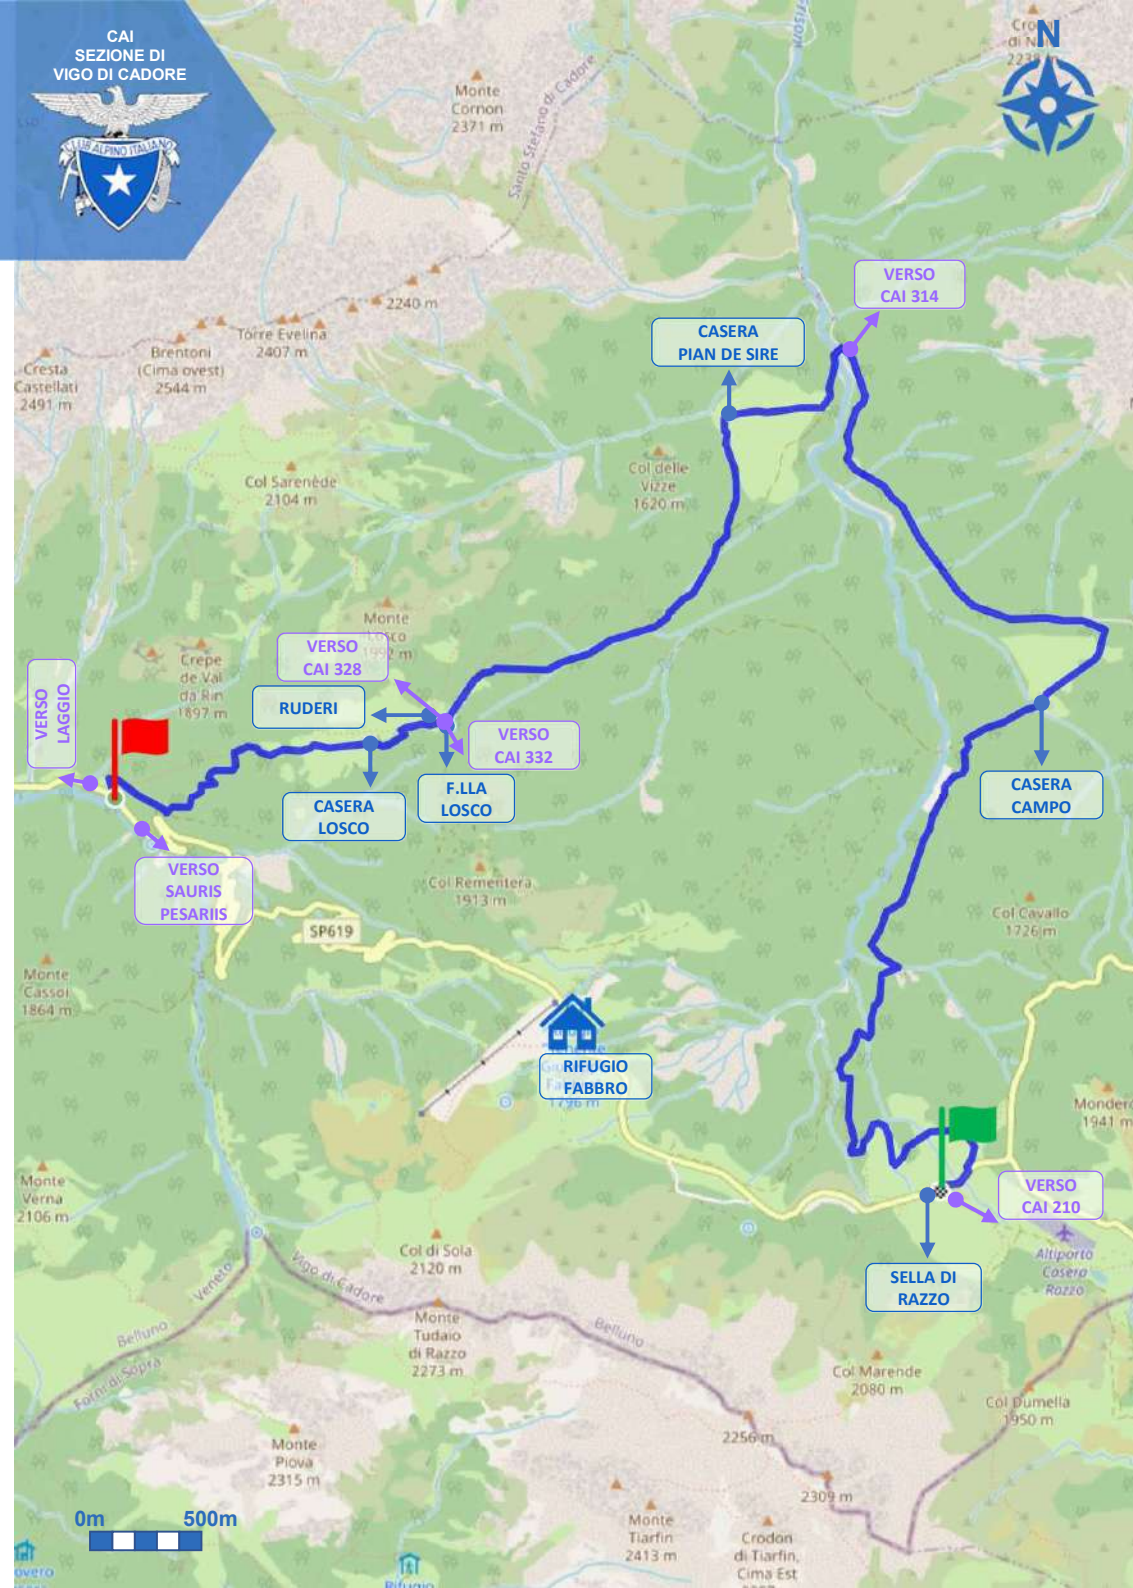 CAI
SEZIONE DI
VIGO DI CADORE
CLUB ALPINO ITALIANO
N
Monte
Cornon
2371 m
Santo Stefano di Cadore
VERSO
CAI 314
2240 m
Torre Evelina
2407 m
Brentoni
(Cima ovest)
2544 m
Cresta
Castellati
2491 m
CASERA
PIAN DE SIRE
Col Sarenède
2104 m
Col delle
Vizze
1620 m
Monte
Losco
1992 m
VERSO
CAI 328
Crepe
de Val
da Rin
1897 m
VERSO
LAGGIO
RUDERI
VERSO
CAI 332
F.LLA
LOSCO
CASERA
LOSCO
CASERA
CAMPO
VERSO
SAURIS
PESARIIS
Col Rementera
1913 m
Col Cavallo
1726 m
SP619
Monte
Cassoi
1864 m
RIFUGIO
FABBRO
1796 m
1941 m
Monte
Verna
2106 m
VERSO
CAI 210
Col di Sola
2120 m
Altiporto
Casera
Razzo
SELLA DI
RAZZO
Veneto
Vigo di Cadore
Belluno
Forni di Sopra
Belluno
Monte
Tudaio
di Razzo
2273 m
Col Marende
2080 m
Col Dumella
1950 m
2256 m
Monte
Piova
2315 m
2309 m
0m 500m
Monte
Tiarfin
2413 m
Crodon
di Tiarfin,
Cima Est
Rifugio